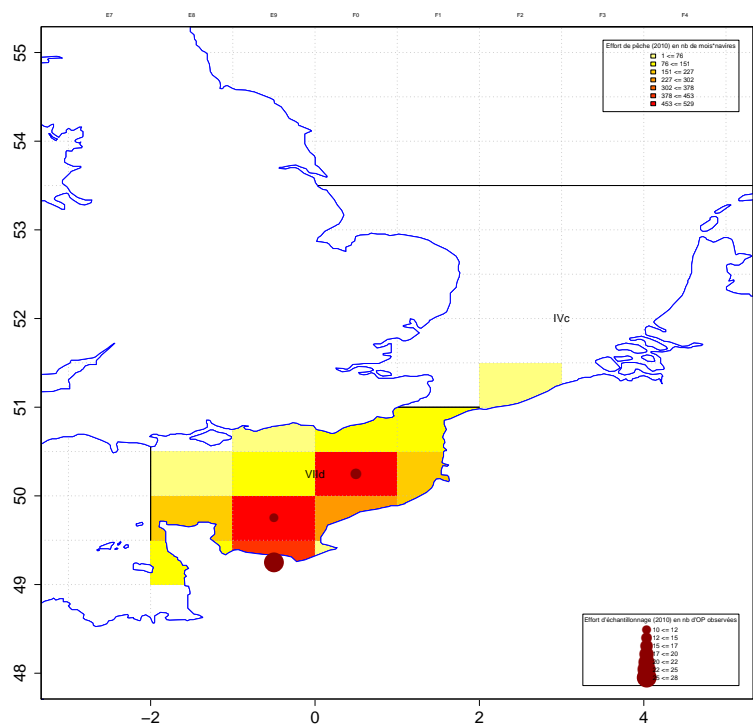 E7 E8 E9 F0 F1 F2 F3 F4
Effort de pêche (2010) en nb de mois*navires
1 <= 76
76 <= 151
151 <= 227
227 <= 302
302 <= 378
378 <= 453
453 <= 529
55
54
53
52
51
50
49
48
IVc
VIId
Effort d'échantillonnage (2010) en nb d'OP observées
10 <= 12
12 <= 15
15 <= 17
17 <= 20
20 <= 22
22 <= 25
<= 28
−2 0 2 4